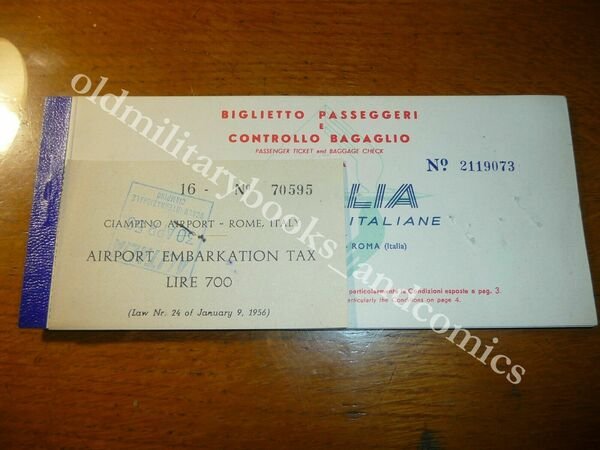 BIGLIETTO PASSEGGERI
E
CONTROLLO BAGAGLIO
PASSENGER TICKET and BAGGAGE CHECK
Nº 2119073
LIA
ITALIANE
ROMA (Italia)
particolarmente le Condizioni esposte a pag. 3.
particularly the Conditions on page 4.
16 - Nº 70595
CIAMPINO AIRPORT - ROME, ITALY
AIRPORT EMBARKATION TAX
LIRE 700
(Law Nr. 24 of January 9, 1956)
oldmilitarybooks_andcomics